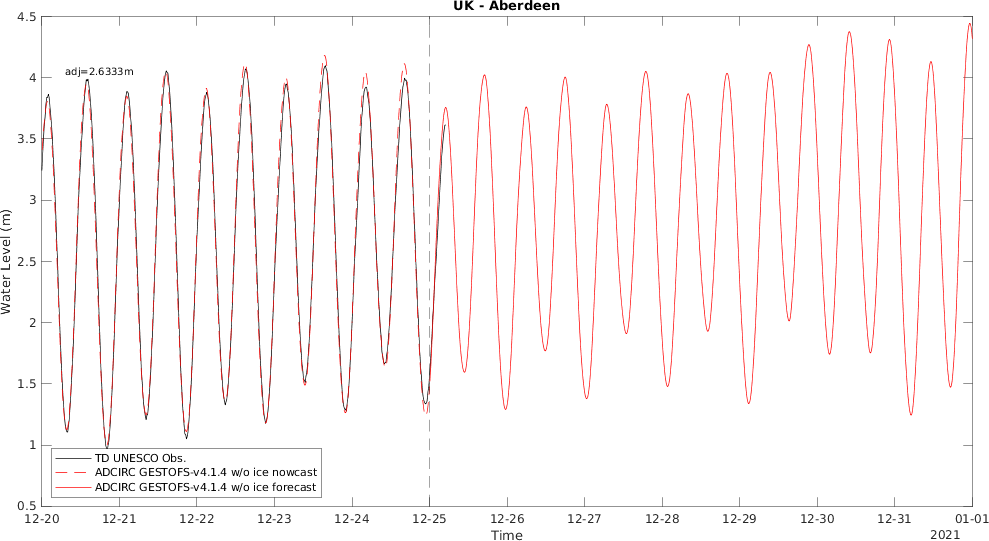 UK - Aberdeen
4.5
4
3.5
3
2.5
2
1.5
1
0.5
Water Level (m)
adj=2.6333m
TD UNESCO Obs.
ADCIRC GESTOFS-v4.1.4 w/o ice nowcast
ADCIRC GESTOFS-v4.1.4 w/o ice forecast
12-20 12-21 12-22 12-23 12-24 12-25 12-26 12-27 12-28 12-29 12-30 12-31 01-01
Time
2021